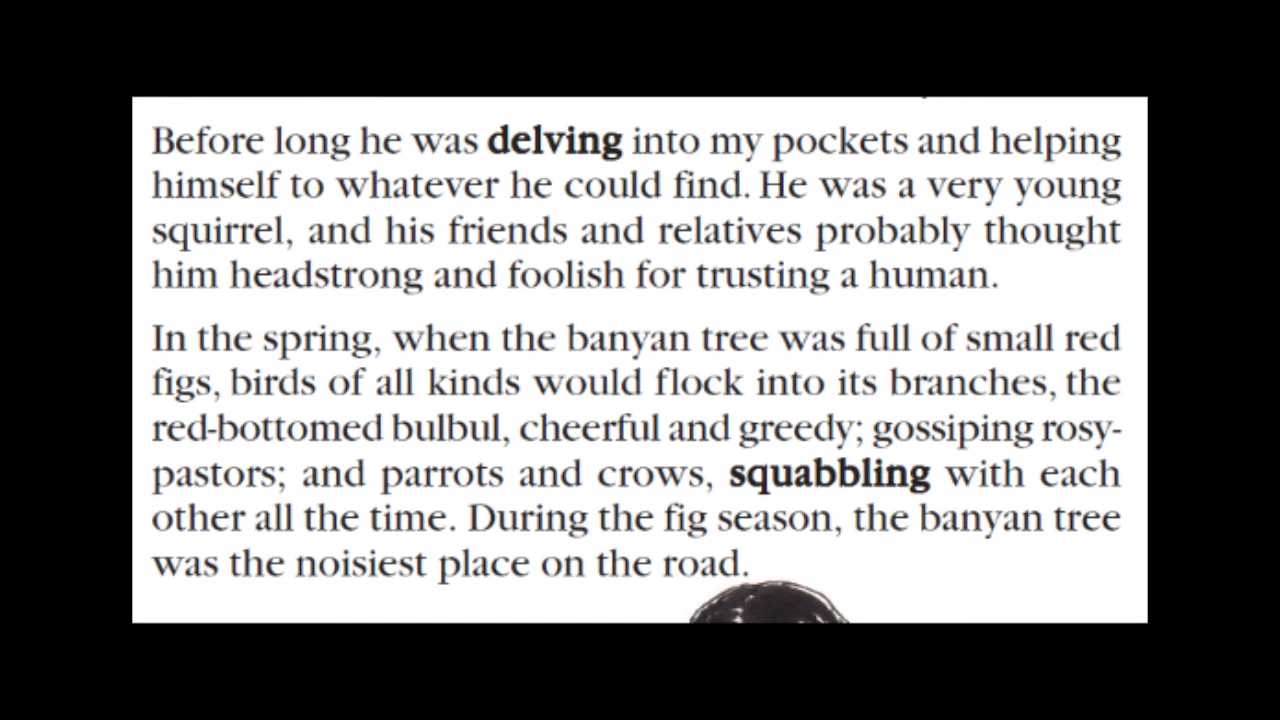 Before long he was delving into my pockets and helping
himself to whatever he could find. He was a very young
squirrel, and his friends and relatives probably thought
him headstrong and foolish for trusting a human.
In the spring, when the banyan tree was full of small red
figs, birds of all kinds would flock into its branches, the
red-bottomed bulbul, cheerful and greedy; gossiping rosy-
pastors; and parrots and crows, squabbling with each
other all the time. During the fig season, the banyan tree
was the noisiest place on the road.